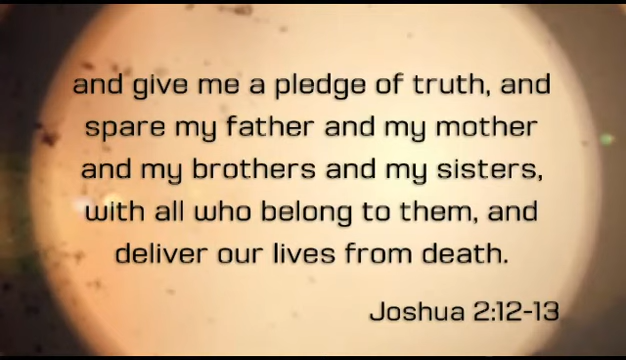 and give me a pledge of truth, and
spare my father and my mother
and my brothers and my sisters,
with all who belong to them, and
deliver our lives from death.
Joshua 2:12-13